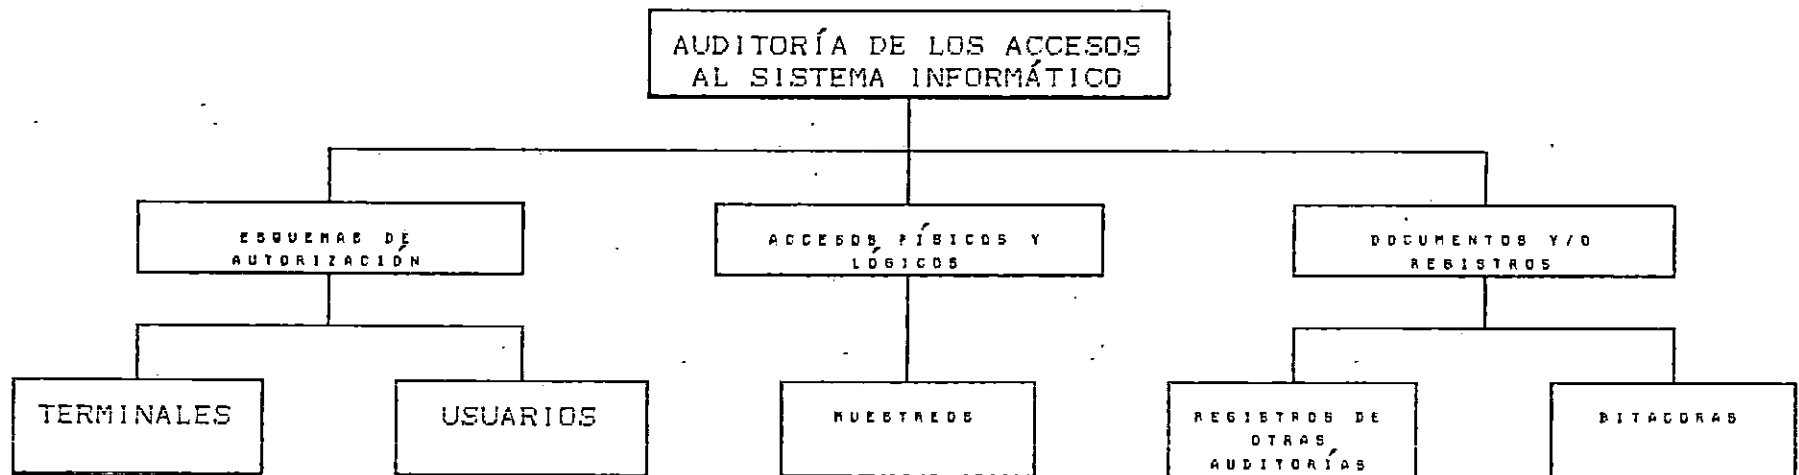 AUDITORÍA DE LOS ACCESOS
AL SISTEMA INFORMÁTICO
ESQUEMAS DE
AUTORIZACIÓN
ACCESOS FÍSICOS Y
LÓGICOS
DOCUMENTOS Y/O
REGISTROS
TERMINALES
USUARIOS
MUESTREOS
REGISTROS DE
OTRAS
AUDITORÍAS
BITACORAS